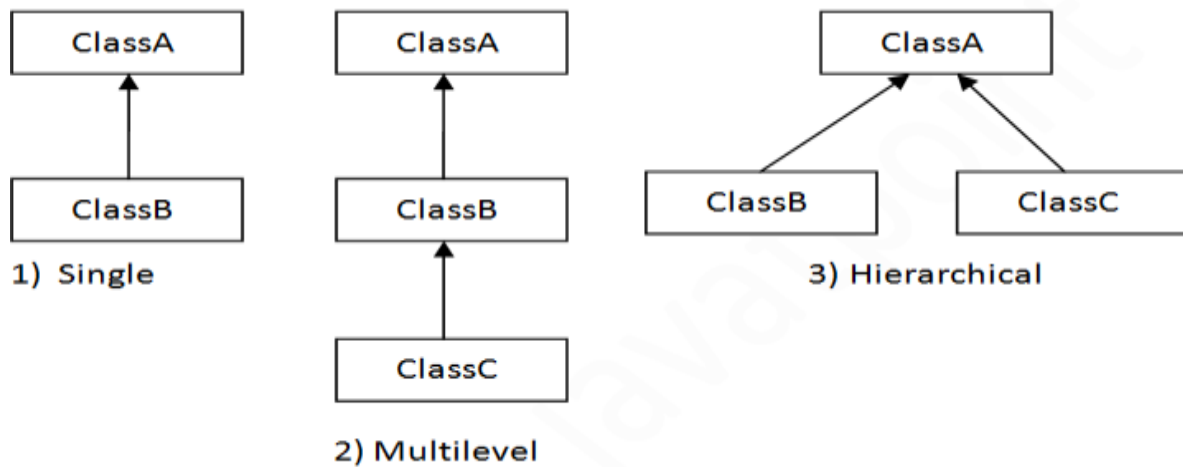 ClassA
ClassB
1) Single
ClassA
ClassB
ClassC
2) Multilevel
ClassA
ClassB
ClassC
3) Hierarchical